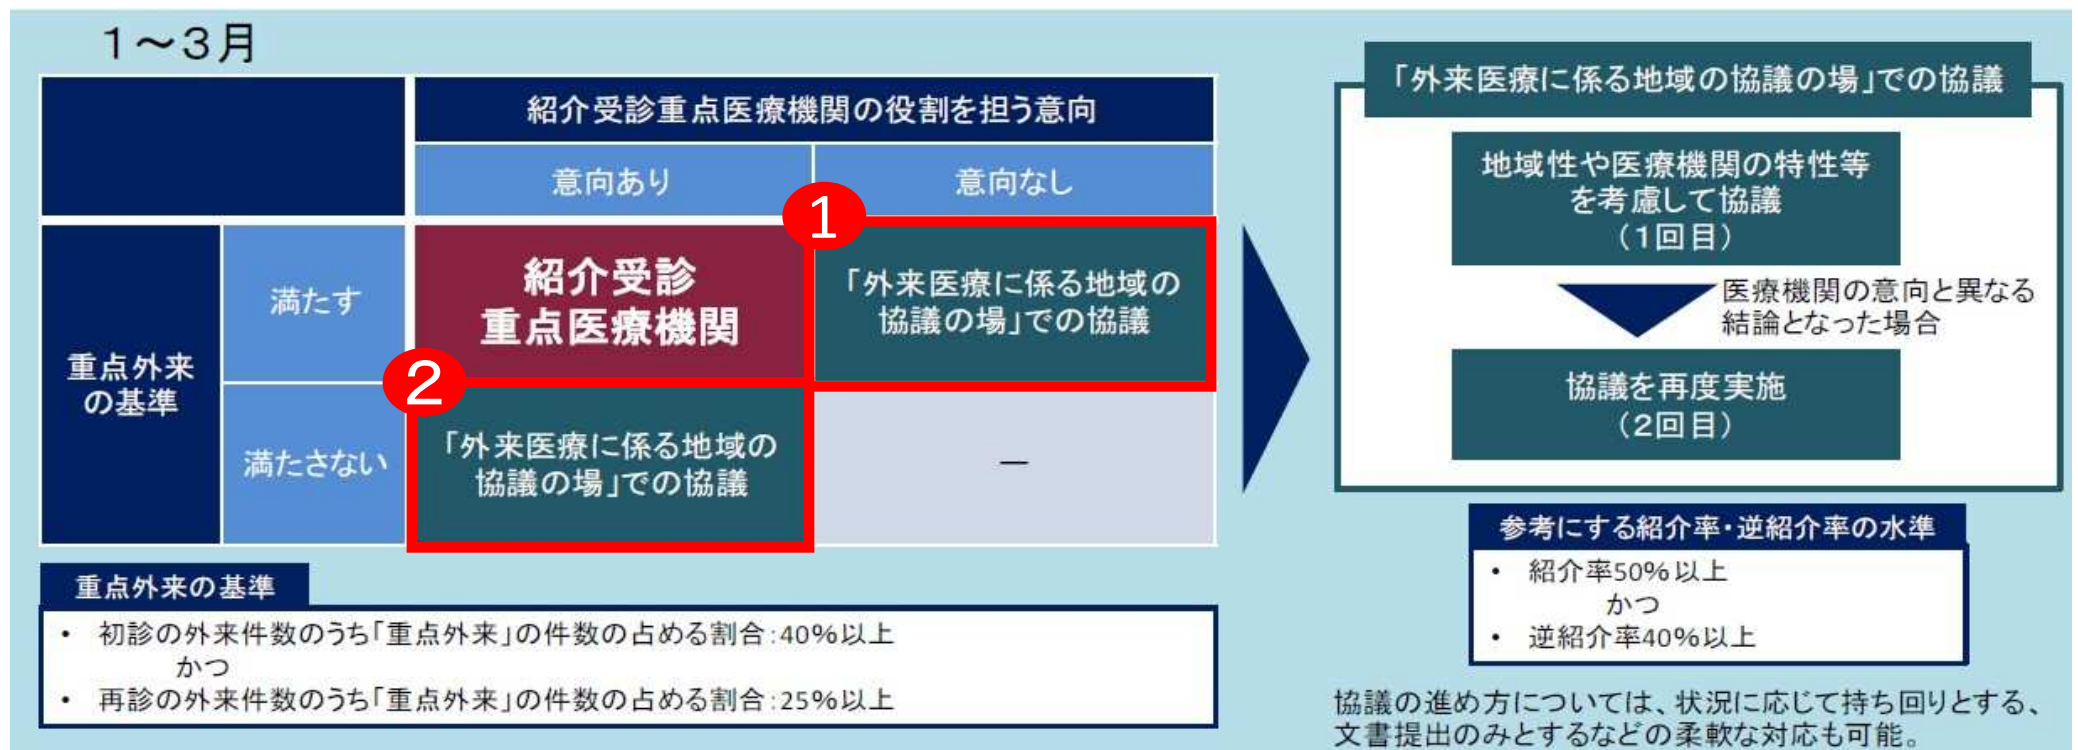 1～3月
紹介受診重点医療機関の役割を担う意向
意向あり
意向なし
重点外来
の基準
満たす
紹介受診
重点医療機関
1
「外来医療に係る地域の
協議の場」での協議
満たさない
2
「外来医療に係る地域の
協議の場」での協議
－
重点外来の基準
• 初診の外来件数のうち「重点外来」の件数の占める割合：40％以上
かつ
• 再診の外来件数のうち「重点外来」の件数の占める割合：25％以上
「外来医療に係る地域の協議の場」での協議
地域性や医療機関の特性等
を考慮して協議
（1回目）
医療機関の意向と異なる
結論となった場合
協議を再度実施
（2回目）
参考にする紹介率・逆紹介率の水準
• 紹介率50％以上
かつ
• 逆紹介率40％以上
協議の進め方については、状況に応じて持ち回りとする、
文書提出のみとするなどの柔軟な対応も可能。